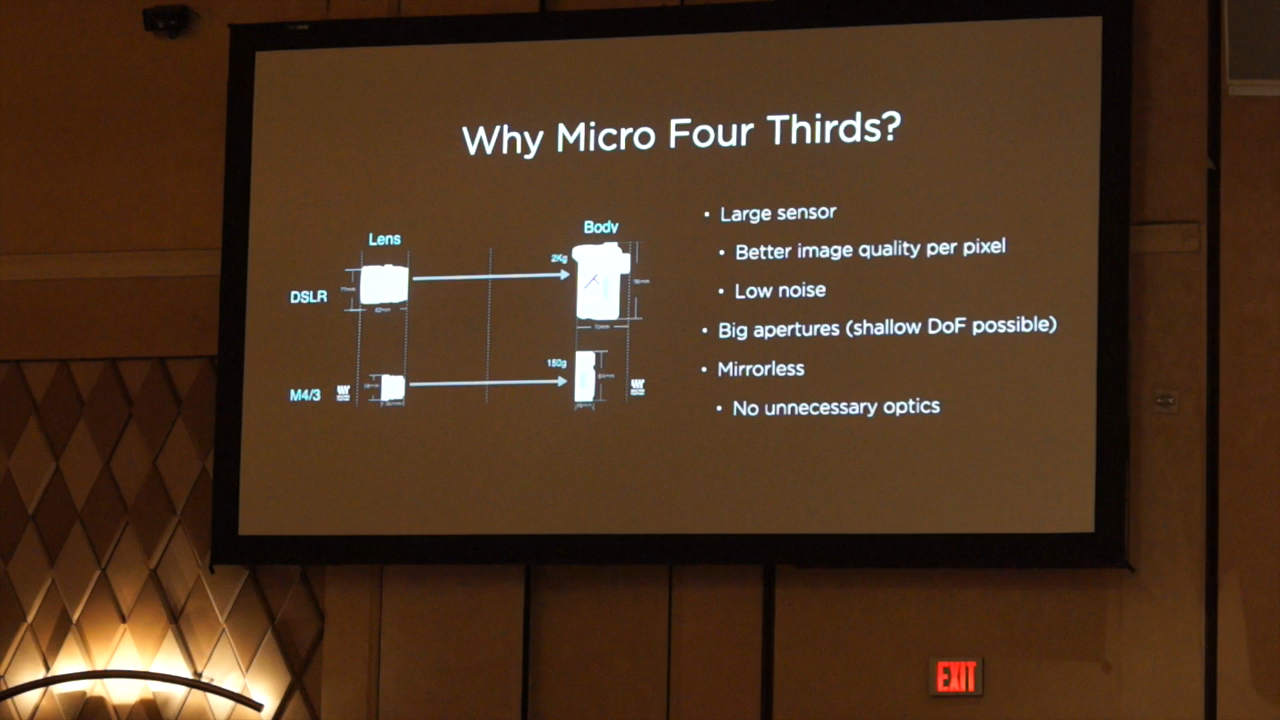 Why Micro Four Thirds?
Lens
Body
DSLR
2Kg
M4/3
150g
• Large sensor
• Better image quality per pixel
• Low noise
• Big apertures (shallow DoF possible)
• Mirrorless
• No unnecessary optics
EXIT